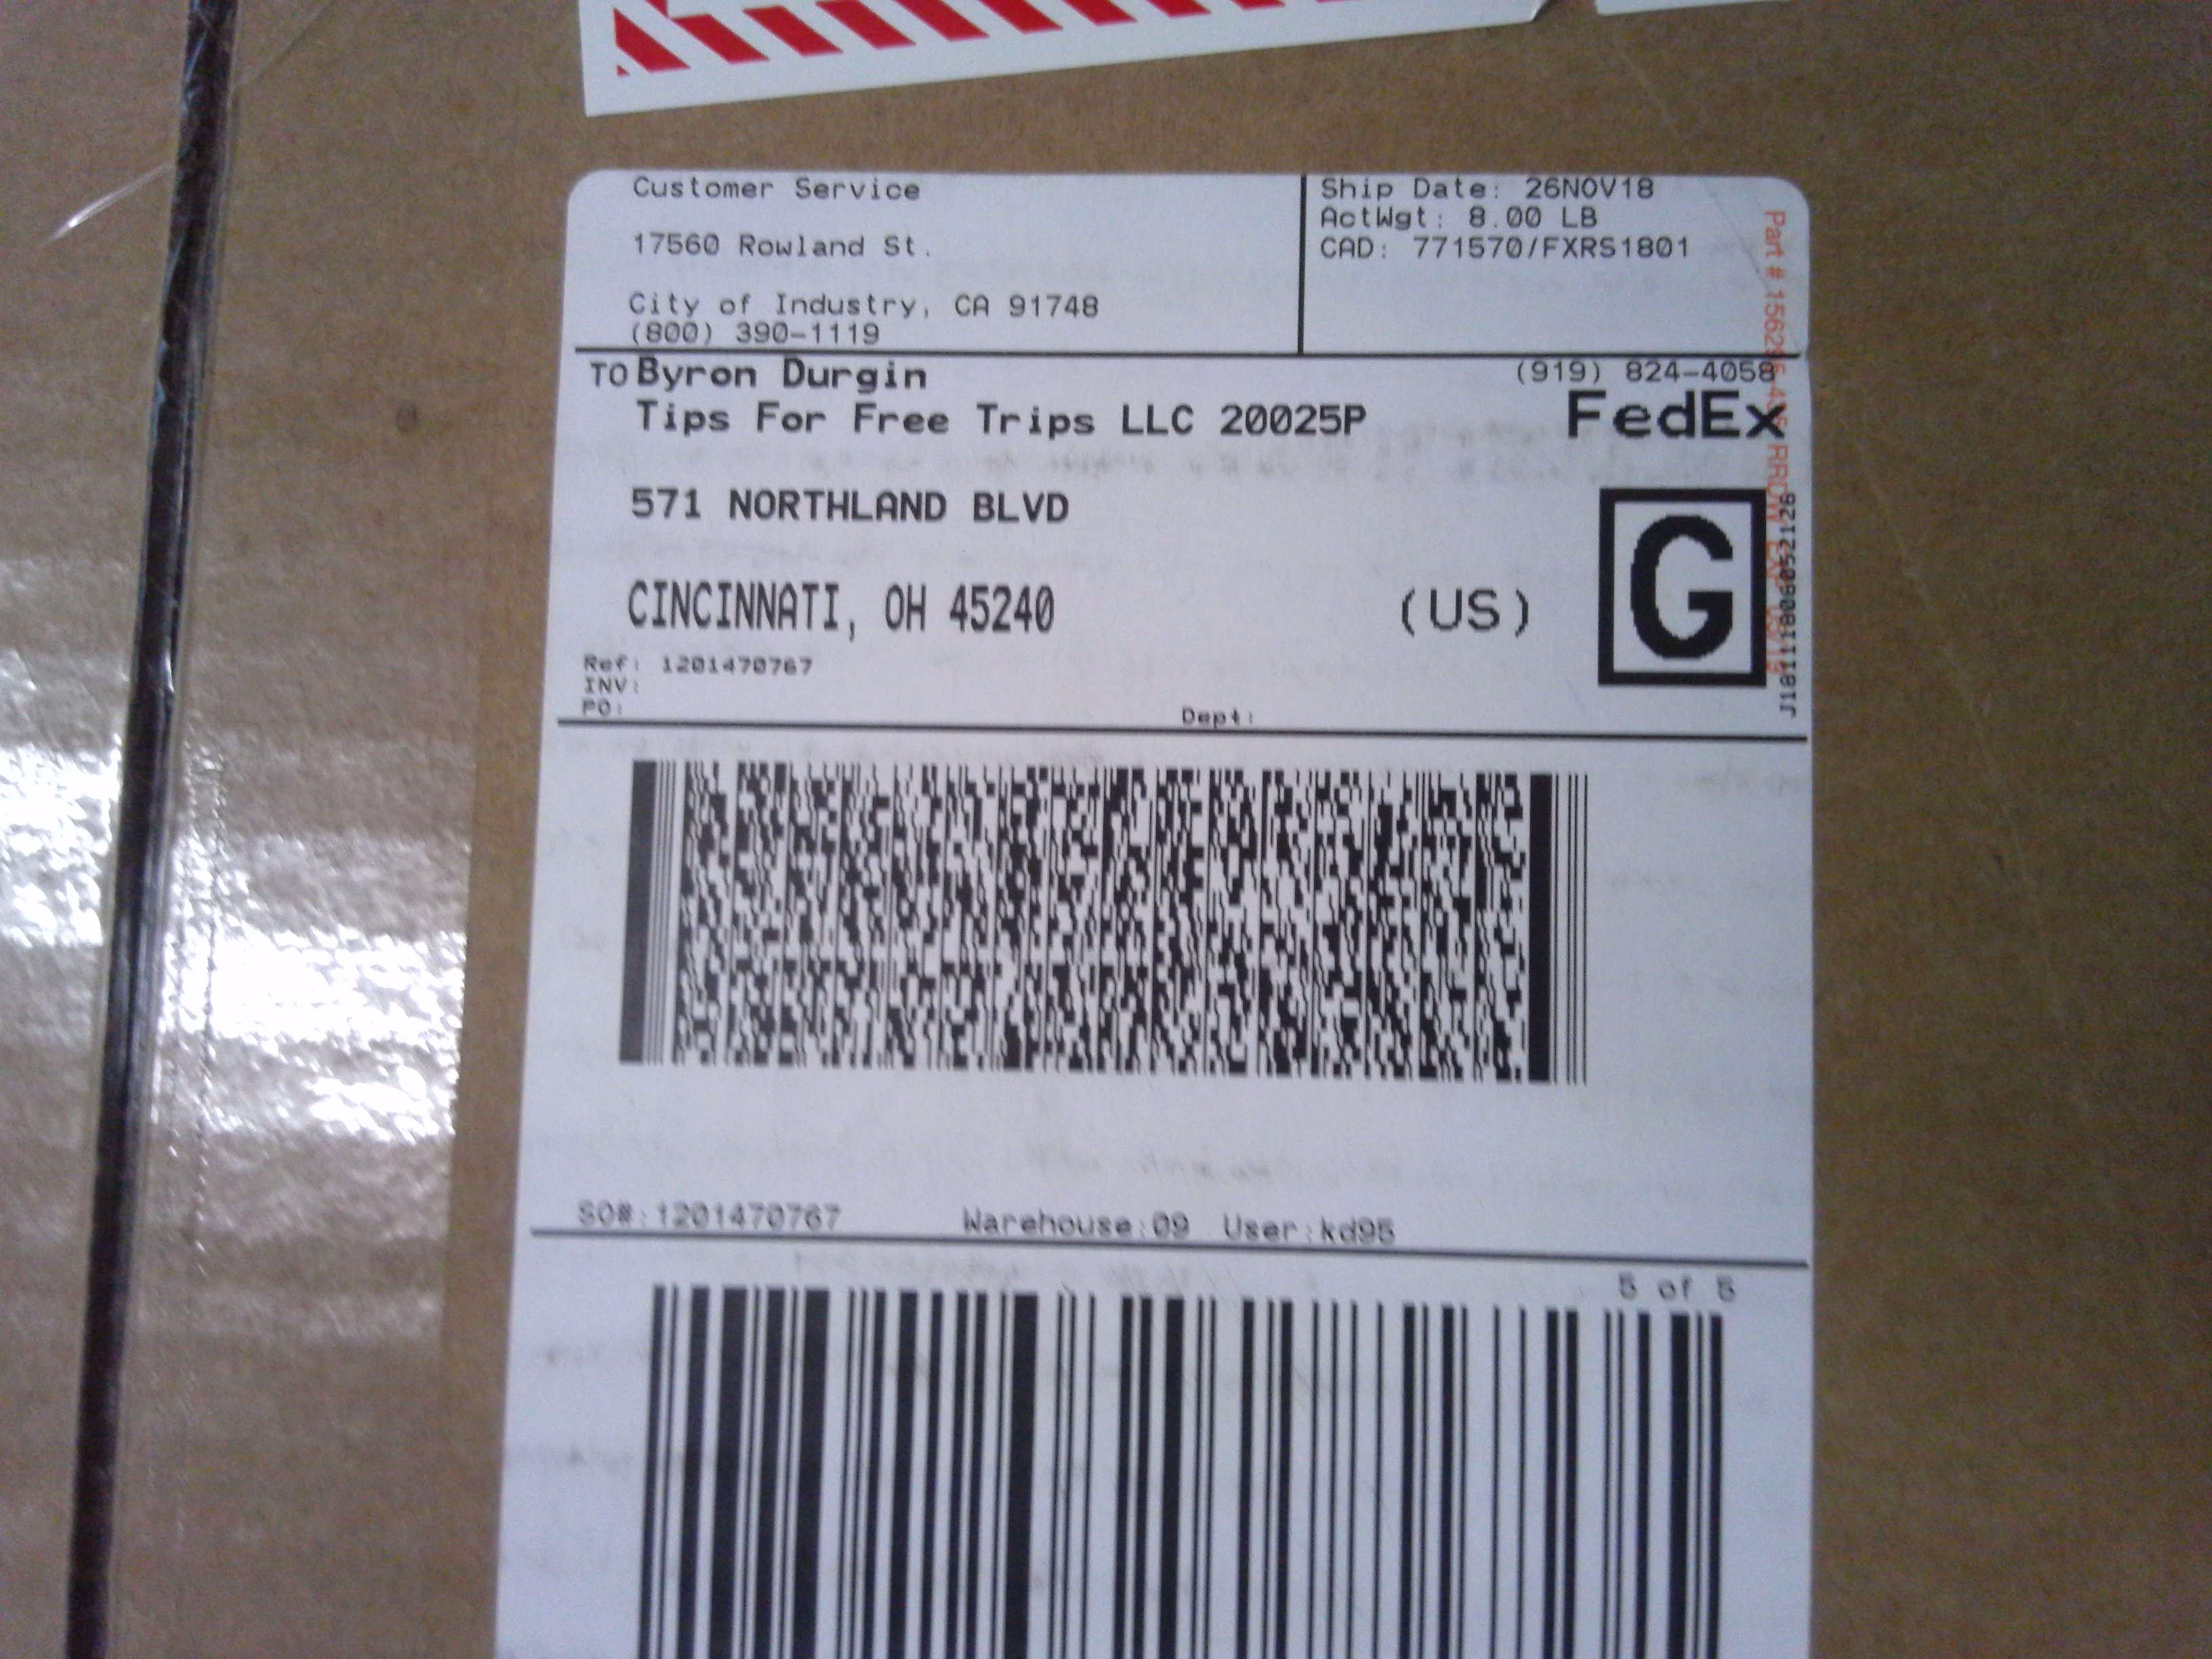 Customer Service
17560 Rowland St.
City of Industry, CA 91748
(800) 390-1119
Ship Date: 26NOV18
ActWgt: 8.00 LB
CAD: 771570/FXRS1801
TO Byron Durgin
(919) 824-4058
Tips For Free Trips LLC 20025P
FedEx
571 NORTHLAND BLVD
G
CINCINNATI, OH 45240 (US)
Ref: 1201470767
INV:
PO:
Dept:
Part #
SO#:1201470767 Warehouse:09 User:kd95
5 of 5